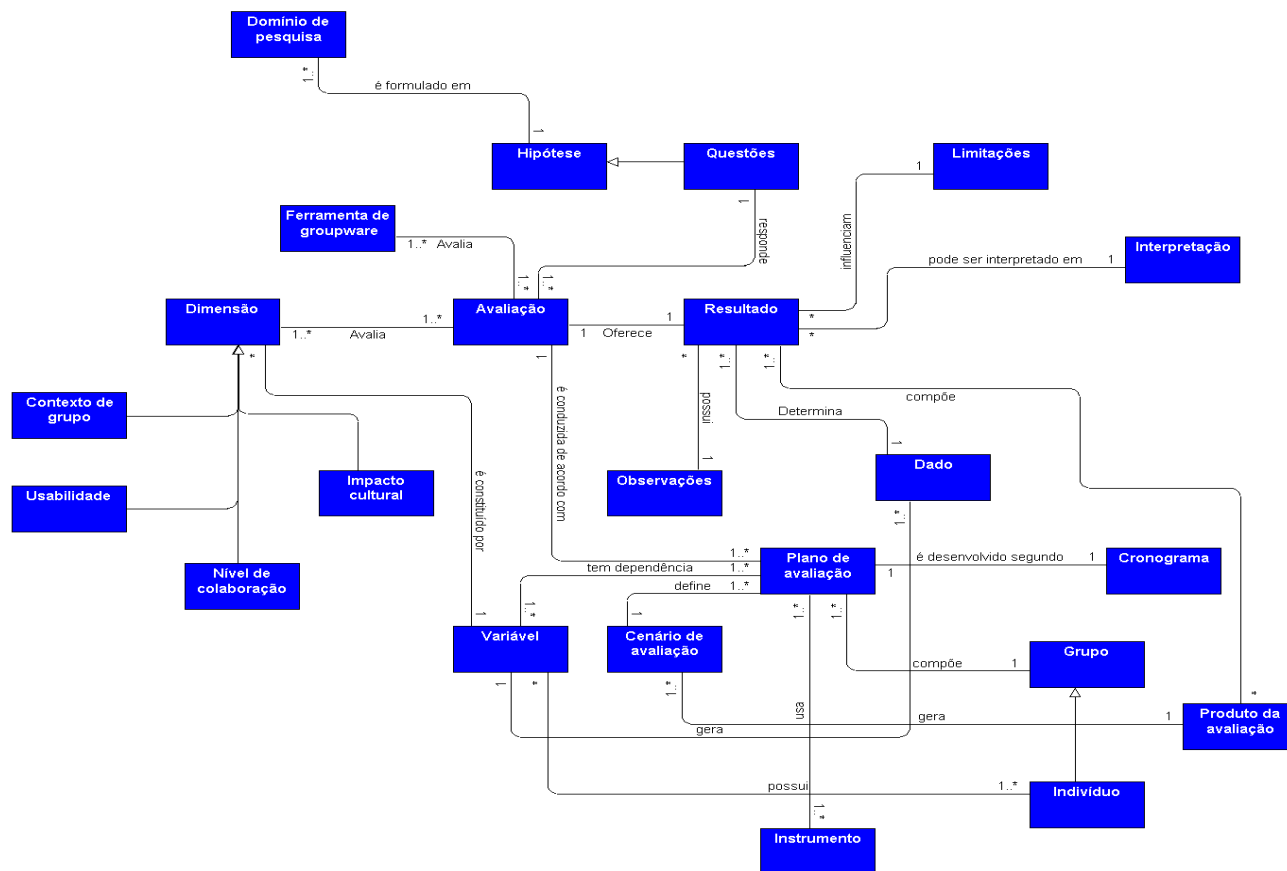 Domínio de
pesquisa
1..*
é formulado em
1
Hipótese
Questões
Limitações
1
1
Ferramenta de
groupware
1..*
Avalia
responde
influenciam
Interpretação
pode ser interpretado em
1
1..*
1..*
Dimensão
Avaliação
Resultado
*
*
1..*
Avalia
1..*
1
Oferece
1
*
1
*
1..*
1..*
Contexto de
grupo
é conduzida de acordo com
possui
Determina
compõe
1
Dado
Impacto
cultural
Usabilidade
é constituído por
1
Observações
1..*
Nível de
colaboração
1..*
Plano de
avaliação
é desenvolvido segundo
1
1
Cronograma
tem dependência
1..*
define
1..*
1..*
1
1..*
1..*
1
Variável
Cenário de
avaliação
compõe
1
Grupo
1
*
1..*
usa
gera
gera
1
*
Produto da
avaliação
possui
1..*
Indivíduo
1..*
Instrumento